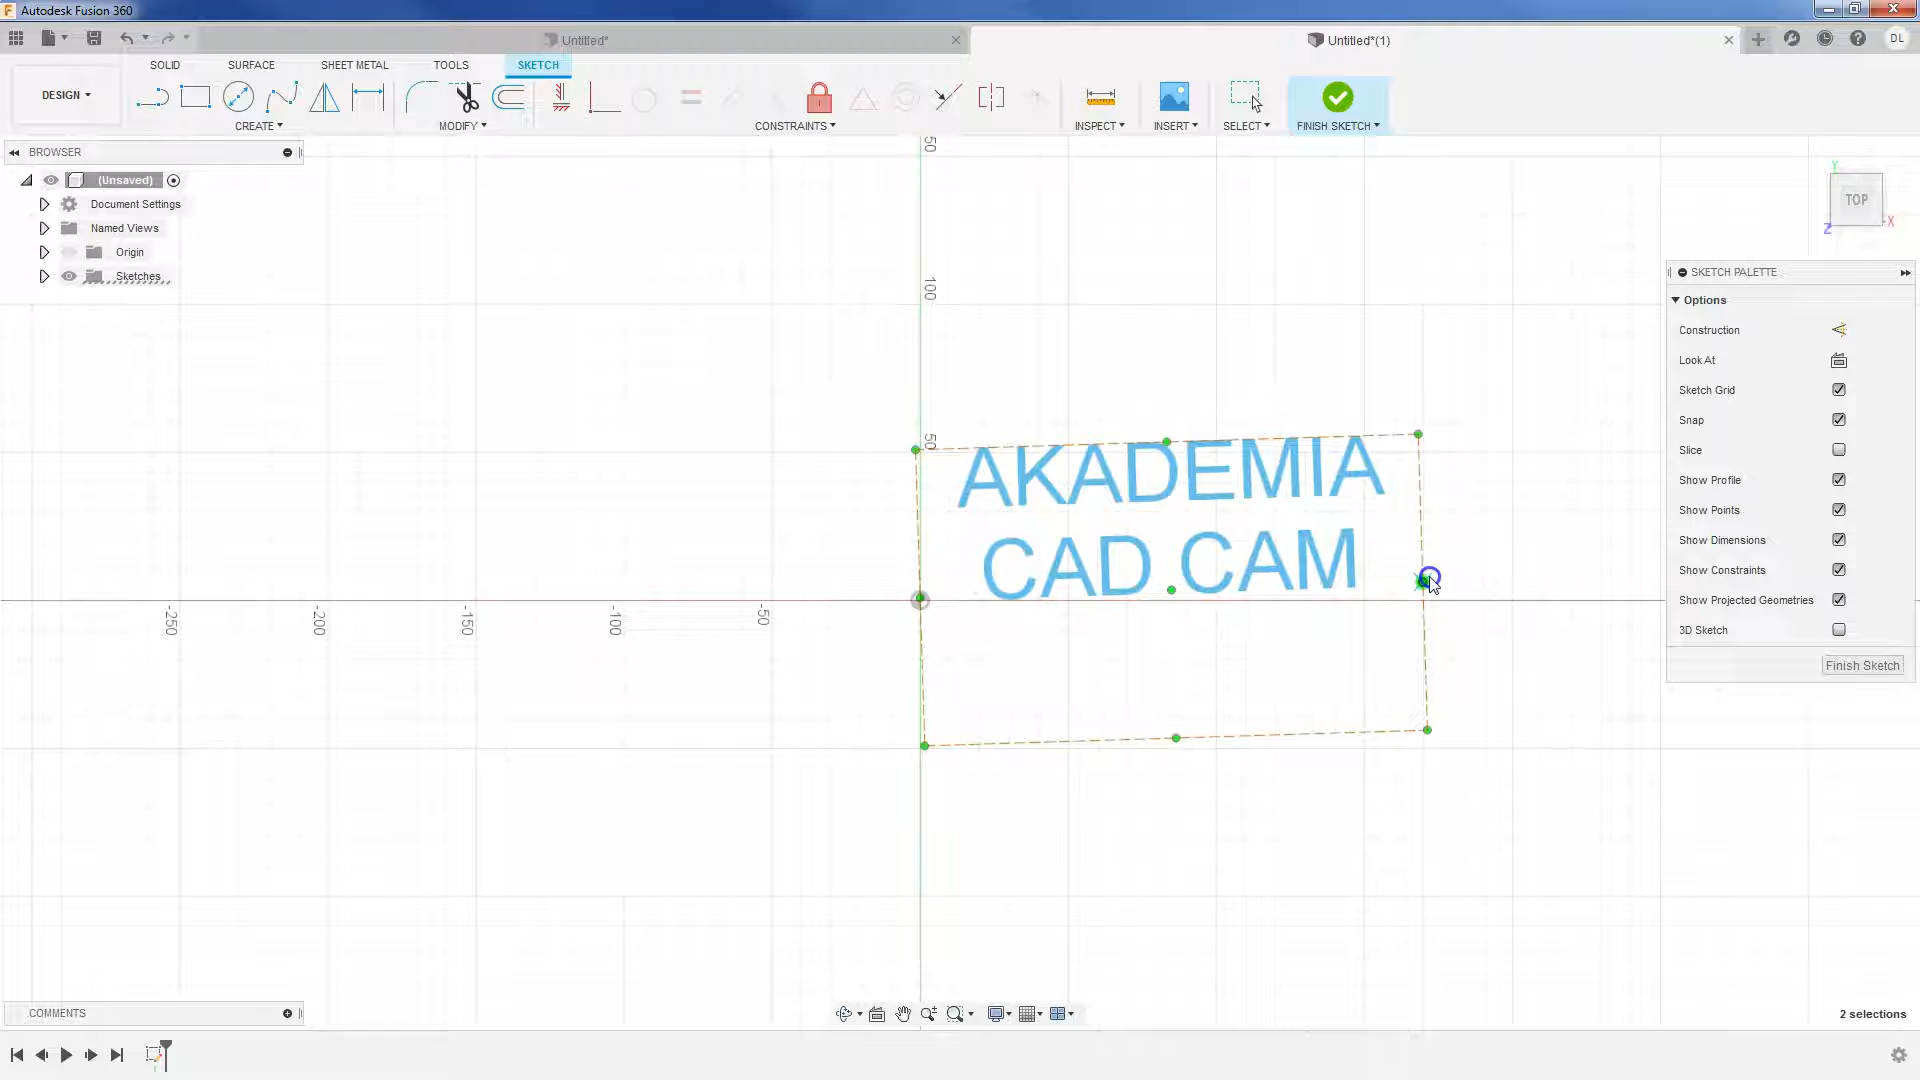 Autodesk Fusion 360
Untitled*
Untitled*(1)
DL
SOLID
SURFACE
SHEET METAL
TOOLS
SKETCH
DESIGN
CREATE
MODIFY
CONSTRAINTS
INSPECT
INSERT
SELECT
FINISH SKETCH
BROWSER
(Unsaved)
Document Settings
Named Views
Origin
Sketches
50
100
50
-250
-200
-150
-100
-50
AKADEMIA
CAD CAM
TOP
Y
X
Z
SKETCH PALETTE
Options
Construction
Look At
Sketch Grid
Snap
Slice
Show Profile
Show Points
Show Dimensions
Show Constraints
Show Projected Geometries
3D Sketch
Finish Sketch
COMMENTS
2 selections